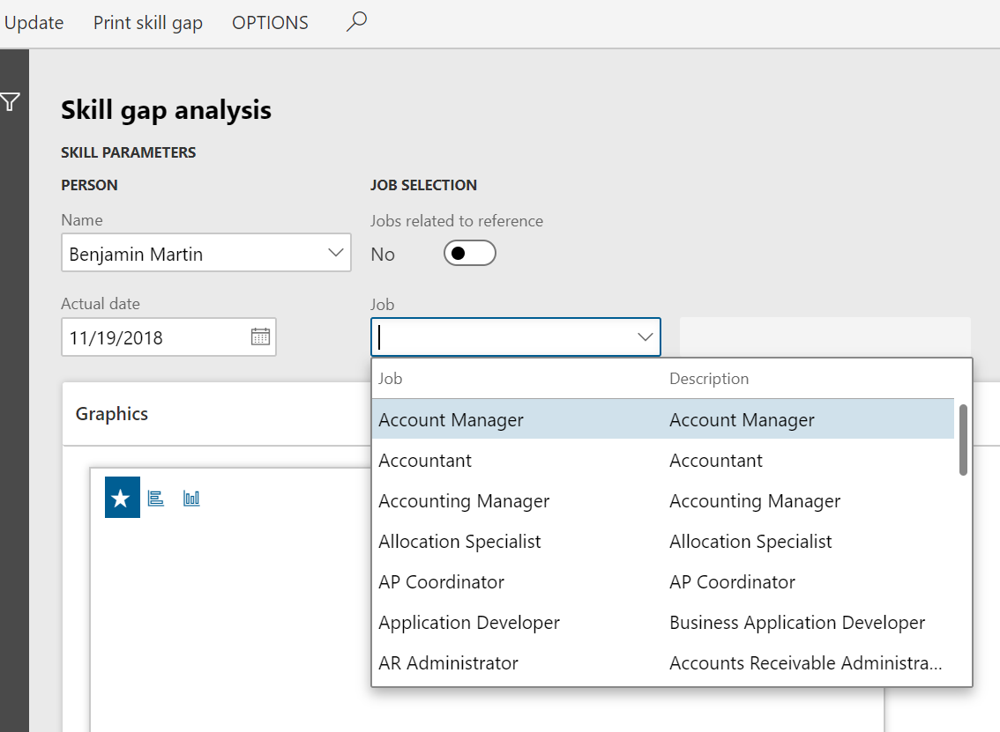 Update Print skill gap OPTIONS
Skill gap analysis
SKILL PARAMETERS
PERSON
Name
Benjamin Martin
Actual date
11/19/2018
JOB SELECTION
Jobs related to reference
No
Job
Job Description
Account Manager Account Manager
Accountant Accountant
Accounting Manager Accounting Manager
Allocation Specialist Allocation Specialist
AP Coordinator AP Coordinator
Application Developer Business Application Developer
AR Administrator Accounts Receivable Administra...
Graphics